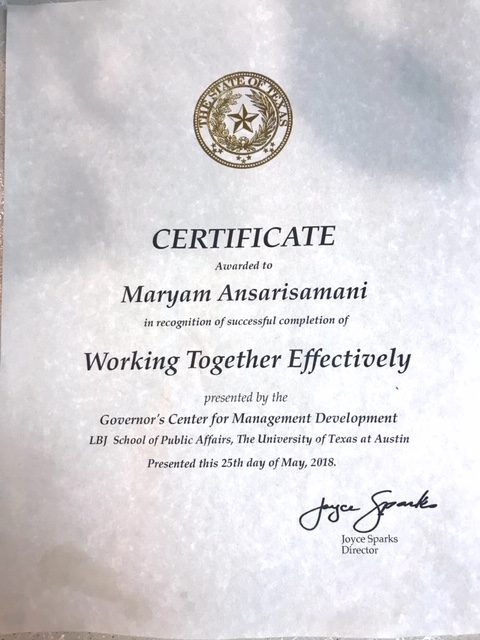 THE STATE OF TEXAS
CERTIFICATE
Awarded to
Maryam Ansarisamani
in recognition of successful completion of
Working Together Effectively
presented by the
Governor's Center for Management Development
LBJ School of Public Affairs, The University of Texas at Austin
Presented this 25th day of May, 2018.
Joyce Sparks
Joyce Sparks
Director